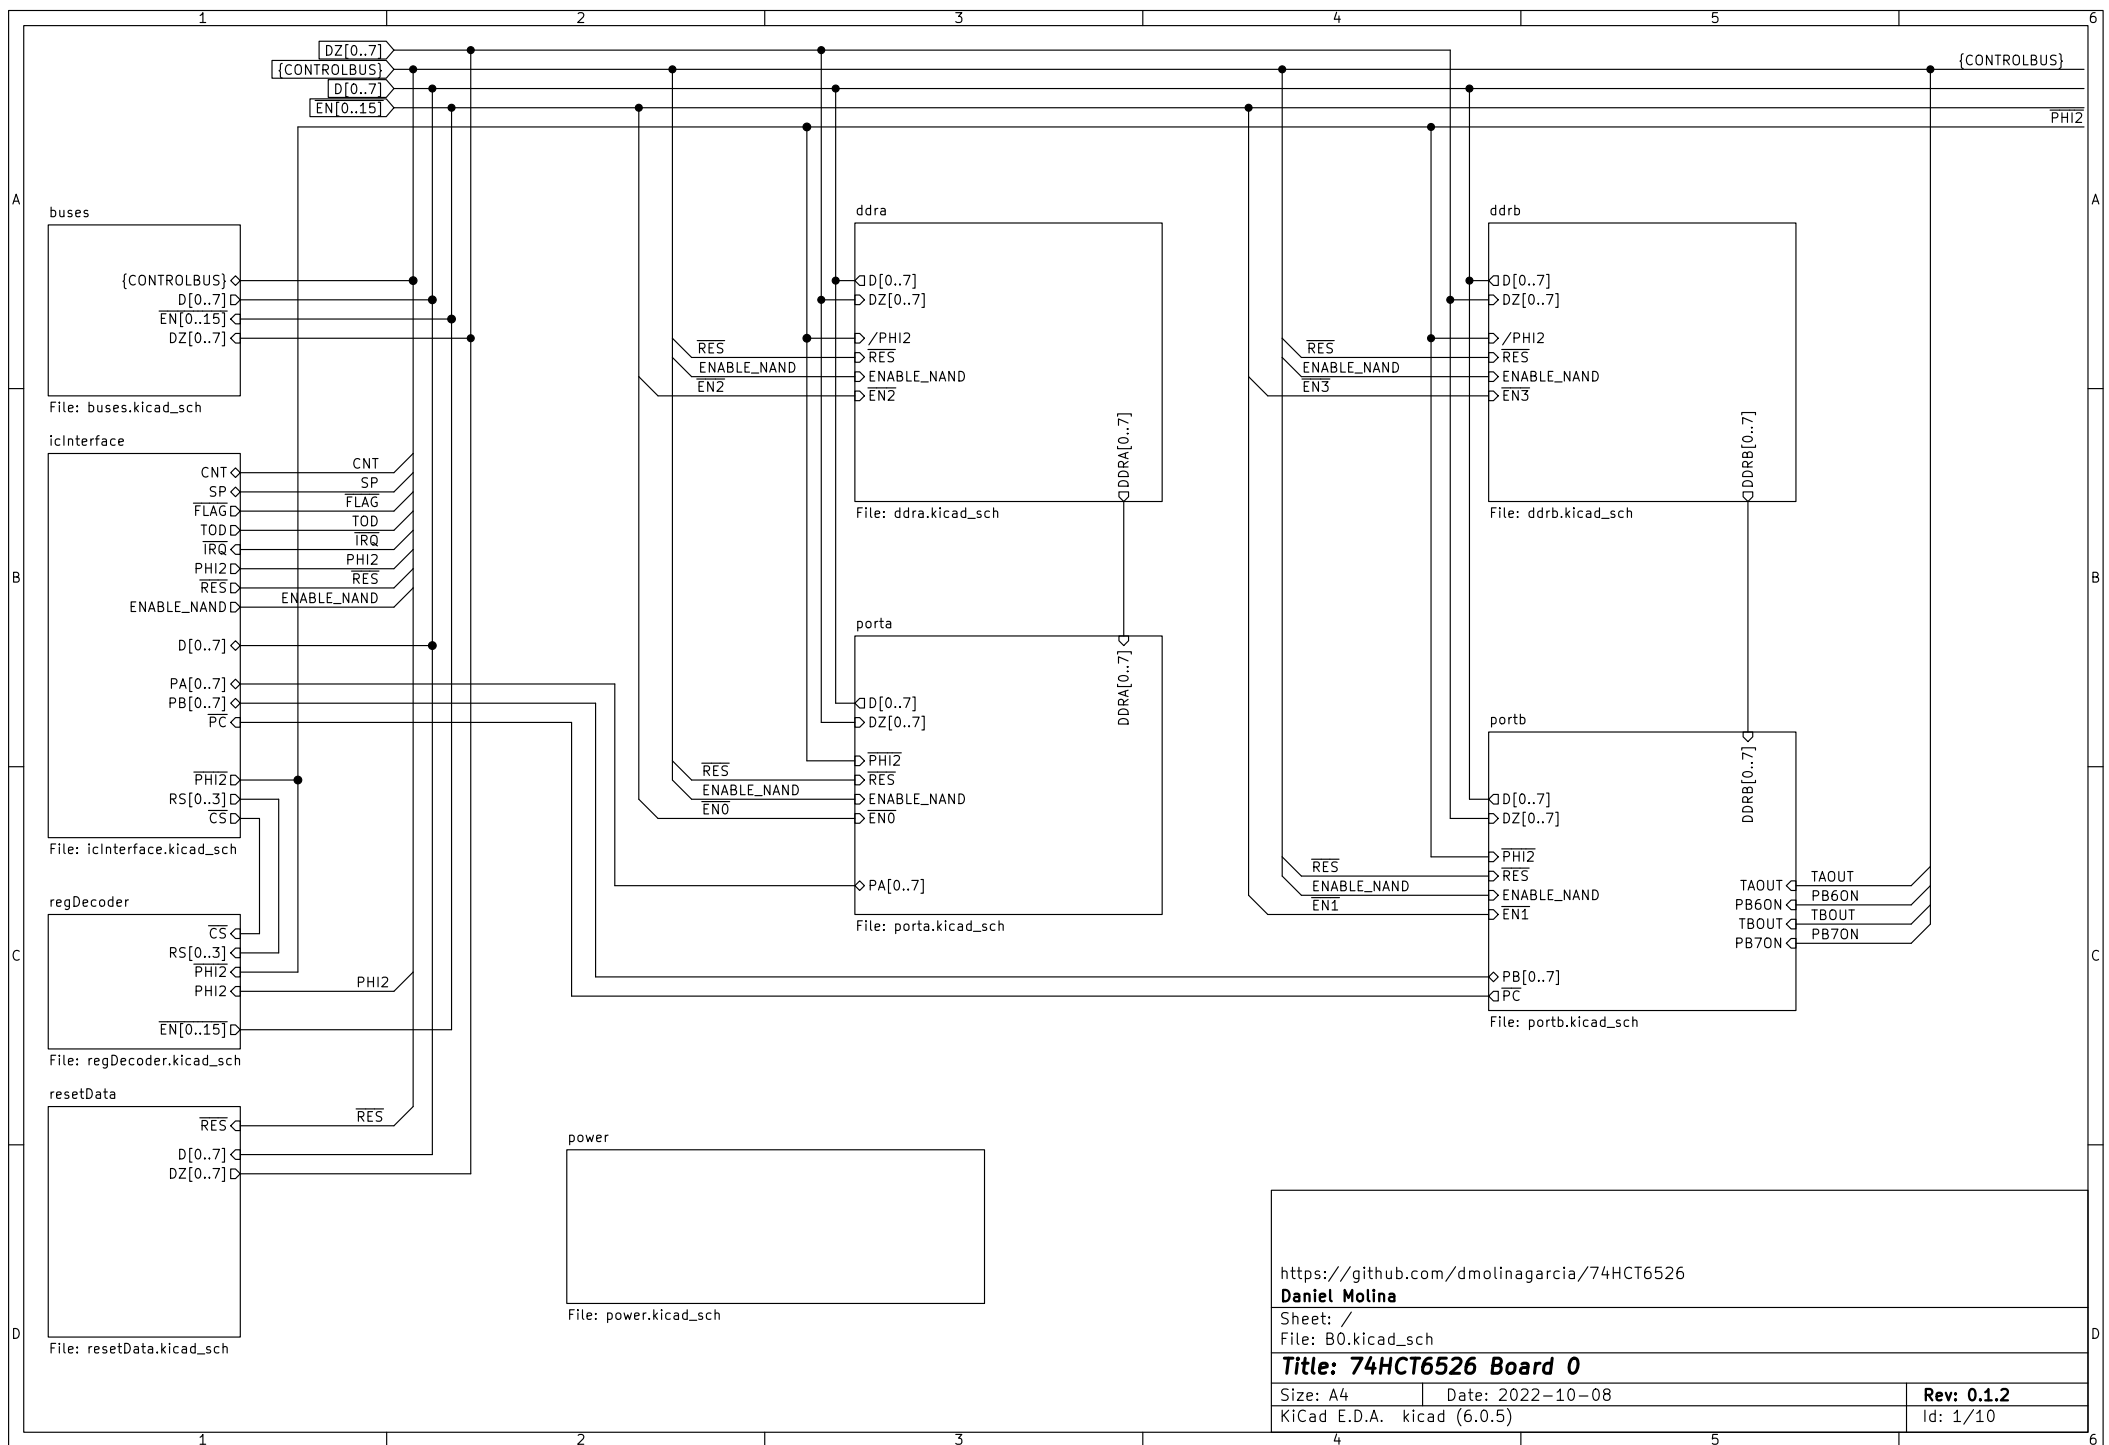 1 2 3 4 5 6
DZ[0..7]
{CONTROLBUS}
{CONTROLBUS}
D[0..7]
EN[0..15]
PHI2
A
A
buses
{CONTROLBUS}
D[0..7]
EN[0..15]
DZ[0..7]
File: buses.kicad_sch
icInterface
CNT CNT
SP SP
FLAG FLAG
TOD TOD
IRQ IRQ
PHI2 PHI2
RES RES
ENABLE_NAND ENABLE_NAND
D[0..7]
PA[0..7]
PB[0..7]
PC
PHI2
RS[0..3]
CS
File: icInterface.kicad_sch
regDecoder
CS
RS[0..3]
PHI2
PHI2 PHI2
EN[0..15]
File: regDecoder.kicad_sch
resetData
RES RES
D[0..7]
DZ[0..7]
File: resetData.kicad_sch
ddra
D[0..7]
DZ[0..7]
/PHI2
RES RES
ENABLE_NAND ENABLE_NAND
EN2 EN2
DDRA[0..7]
File: ddra.kicad_sch
porta
DDRA[0..7]
D[0..7]
DZ[0..7]
PHI2
RES RES
ENABLE_NAND ENABLE_NAND
EN0 EN0
PA[0..7]
File: porta.kicad_sch
ddrb
D[0..7]
DZ[0..7]
/PHI2
RES RES
ENABLE_NAND ENABLE_NAND
EN3 EN3
DDRB[0..7]
File: ddrb.kicad_sch
portb
DDRB[0..7]
D[0..7]
DZ[0..7]
PHI2
RES RES
ENABLE_NAND ENABLE_NAND
EN1 EN1
TAOUT TAOUT
PB6ON PB6ON
TBOUT TBOUT
PB7ON PB7ON
PB[0..7]
PC
File: portb.kicad_sch
B
B
C
C
D
D
power
File: power.kicad_sch
https://github.com/dmolinagarcia/74HCT6526
Daniel Molina
Sheet: /
File: B0.kicad_sch
Title: 74HCT6526 Board 0
Size: A4 Date: 2022-10-08 Rev: 0.1.2
KiCad E.D.A. kicad (6.0.5) Id: 1/10
1 2 3 4 5 6